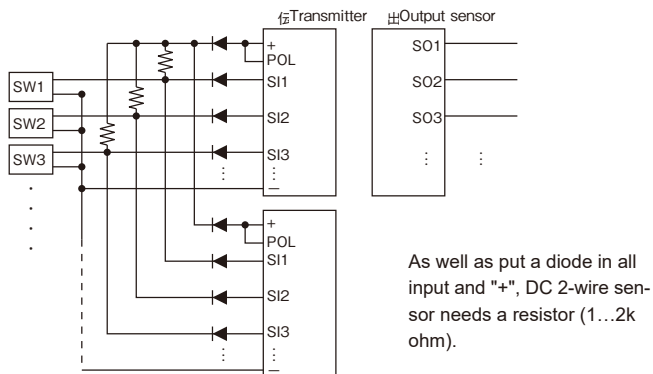 伝Transmitter 出Output sensor
+
POL
SI1
SI2
SI3
−
SO1
SO2
SO3
SW1
SW2
SW3
+
POL
SI1
SI2
SI3
−
As well as put a diode in all
input and "+", DC 2-wire sen-
sor needs a resistor (1…2k
ohm).